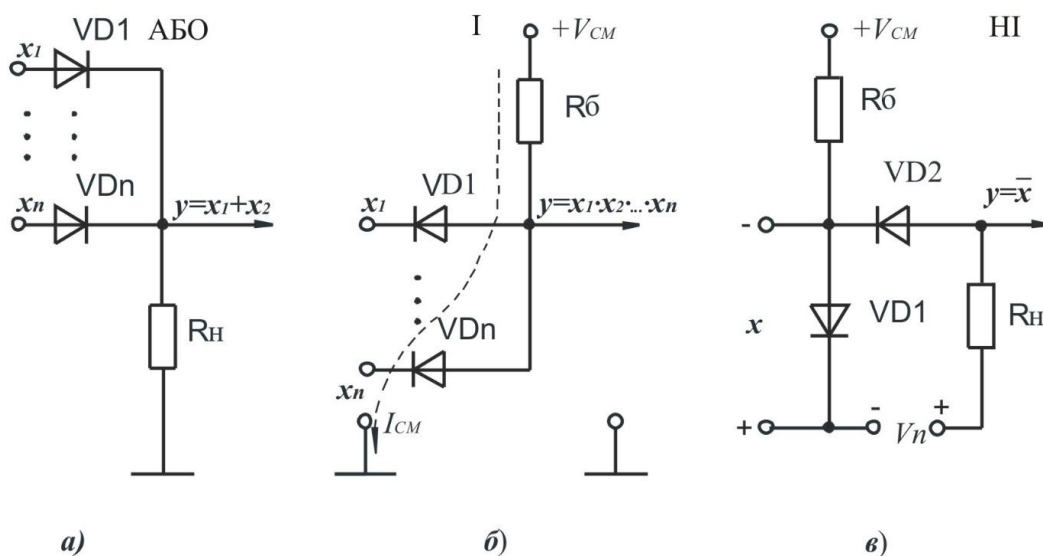 VD1 АБО
x1
VDn
xn
y=x1+x2
Rн
а)
I
+VСМ
Rб
VD1
x1
y=x1·x2·...·xn
VDn
xn
IСМ
б)
+VСМ
НІ
Rб
VD2
y=x̅
-
x
VD1
Rн
+
-
Vn
+
в)